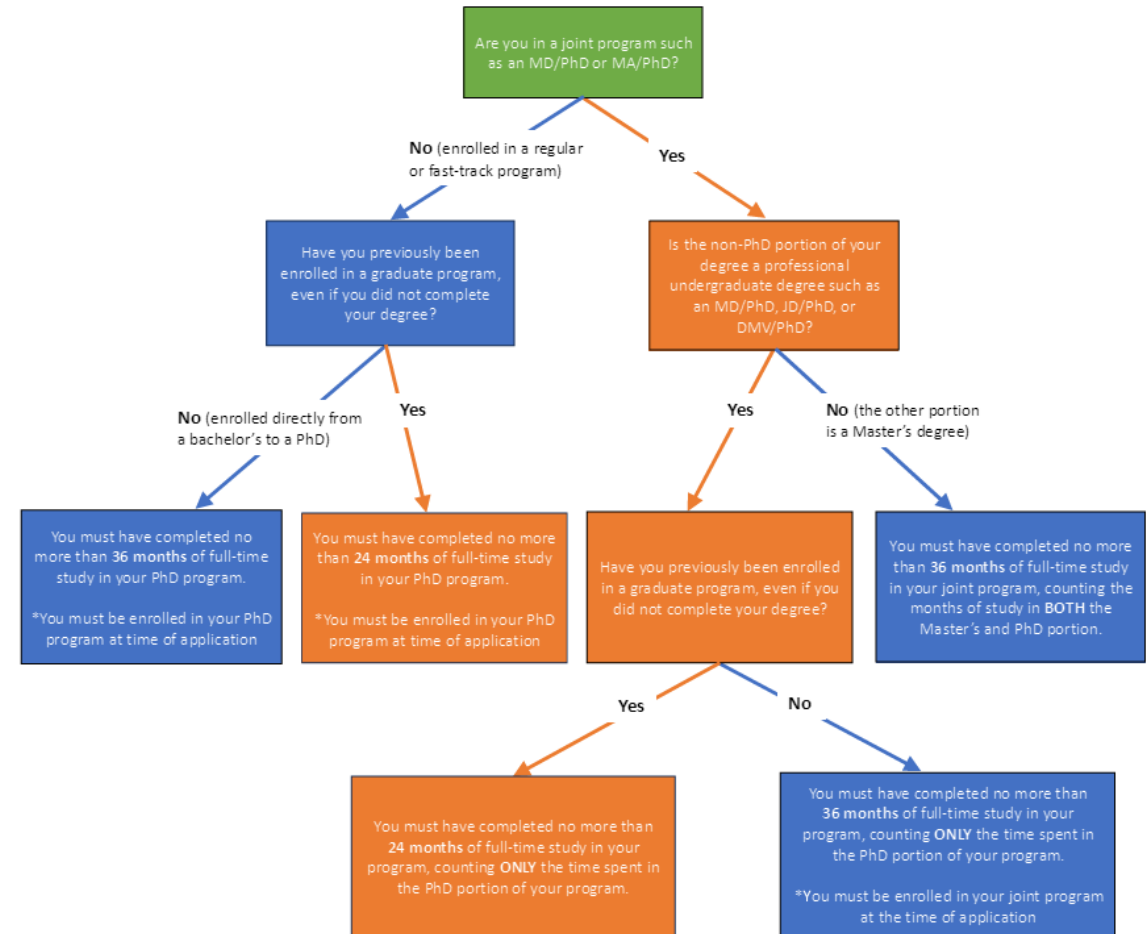 Are you in a joint program such
as an MD/PhD or MA/PhD?
No (enrolled in a regular
or fast-track program)
Yes
Have you previously been
enrolled in a graduate program,
even if you did not complete
your degree?
Is the non-PhD portion of your
degree a professional
undergraduate degree such as
an MD/PhD, JD/PhD, or
DMV/PhD?
No (enrolled directly from
a bachelor's to a PhD)
Yes
Yes
No (the other portion
is a Master's degree)
You must have completed no
more than 36 months of full-time
study in your PhD program.
*You must be enrolled in your PhD
program at time of application
You must have completed no more
than 24 months of full-time study
in your PhD program.
*You must be enrolled in your PhD
program at time of application
Have you previously been enrolled
in a graduate program, even if you
did not complete your degree?
You must have completed no more
than 36 months of full-time study
in your joint program, counting the
months of study in BOTH the
Master's and PhD portion.
Yes
No
You must have completed no more than
24 months of full-time study in your
program, counting ONLY the time spent in
the PhD portion of your program.
You must have completed no more than
36 months of full-time study in your
program, counting ONLY the time spent in
the PhD portion of your program.
*You must be enrolled in your joint program
at the time of application